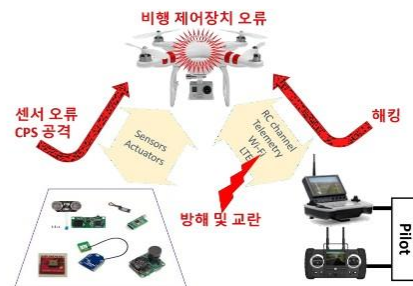 비행 제어장치 오류
센서 오류
CPS 공격
해킹
Sensors
Actuators
RC channel
Telemetry
Wi-Fi
LTE
방해 및 교란
Pilot